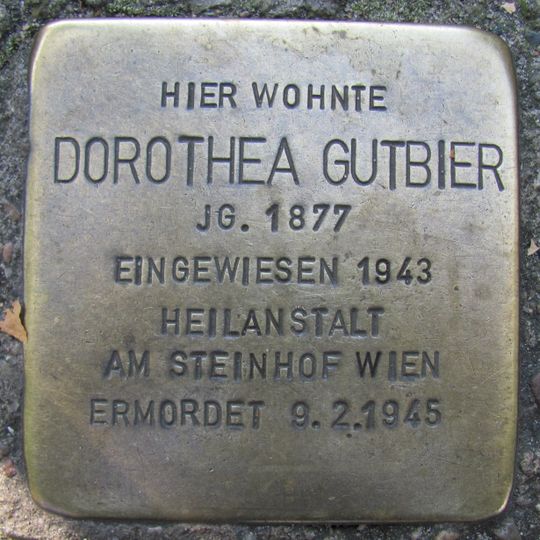 HIER WOHNTE
DOROTHEA GUTBIER
JG. 1877
EINGEWIESEN 1943
HEILANSTALT
AM STEINHOF WIEN
ERMORDET 9.2.1945